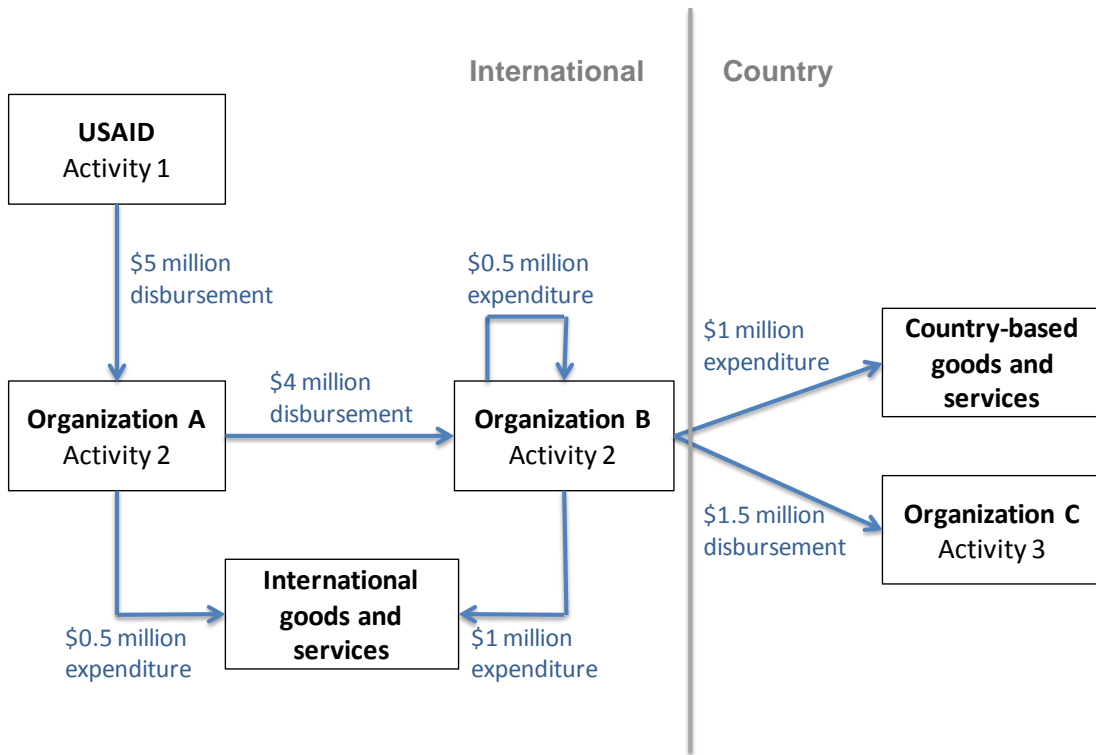 International
Country
USAID
Activity 1
$5 million
disbursement
$0.5 million
expenditure
$1 million
expenditure
Country-based
goods and
services
$4 million
disbursement
Organization A
Activity 2
Organization B
Activity 2
$1.5 million
disbursement
Organization C
Activity 3
International
goods and
services
$0.5 million
expenditure
$1 million
expenditure